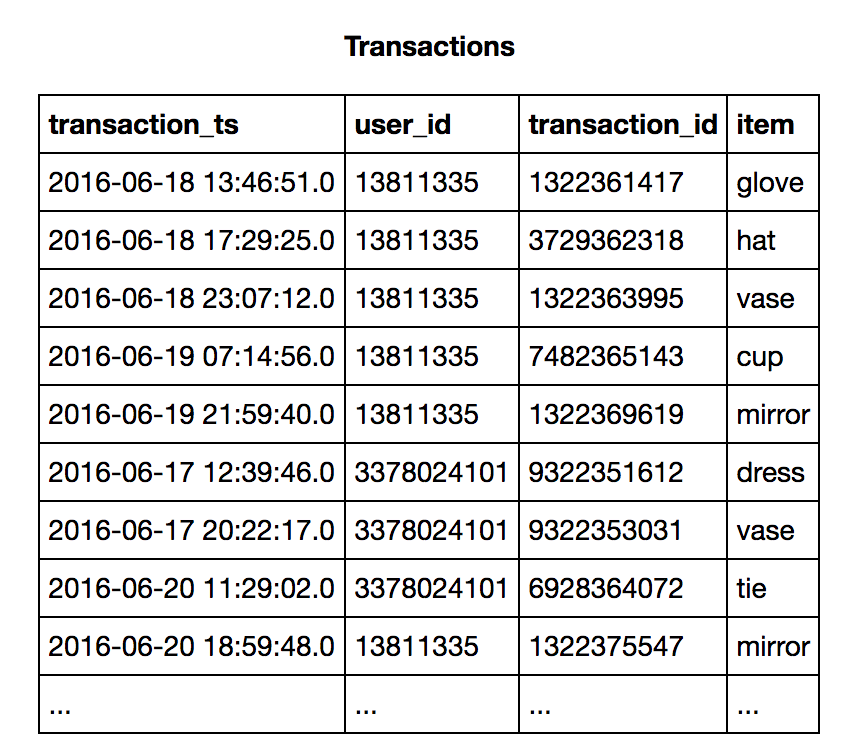 Transactions
transaction_ts user_id transaction_id item
2016-06-18 13:46:51.0 13811335 1322361417 glove
2016-06-18 17:29:25.0 13811335 3729362318 hat
2016-06-18 23:07:12.0 13811335 1322363995 vase
2016-06-19 07:14:56.0 13811335 7482365143 cup
2016-06-19 21:59:40.0 13811335 1322369619 mirror
2016-06-17 12:39:46.0 3378024101 9322351612 dress
2016-06-17 20:22:17.0 3378024101 9322353031 vase
2016-06-20 11:29:02.0 3378024101 6928364072 tie
2016-06-20 18:59:48.0 13811335 1322375547 mirror
... ... ... ...